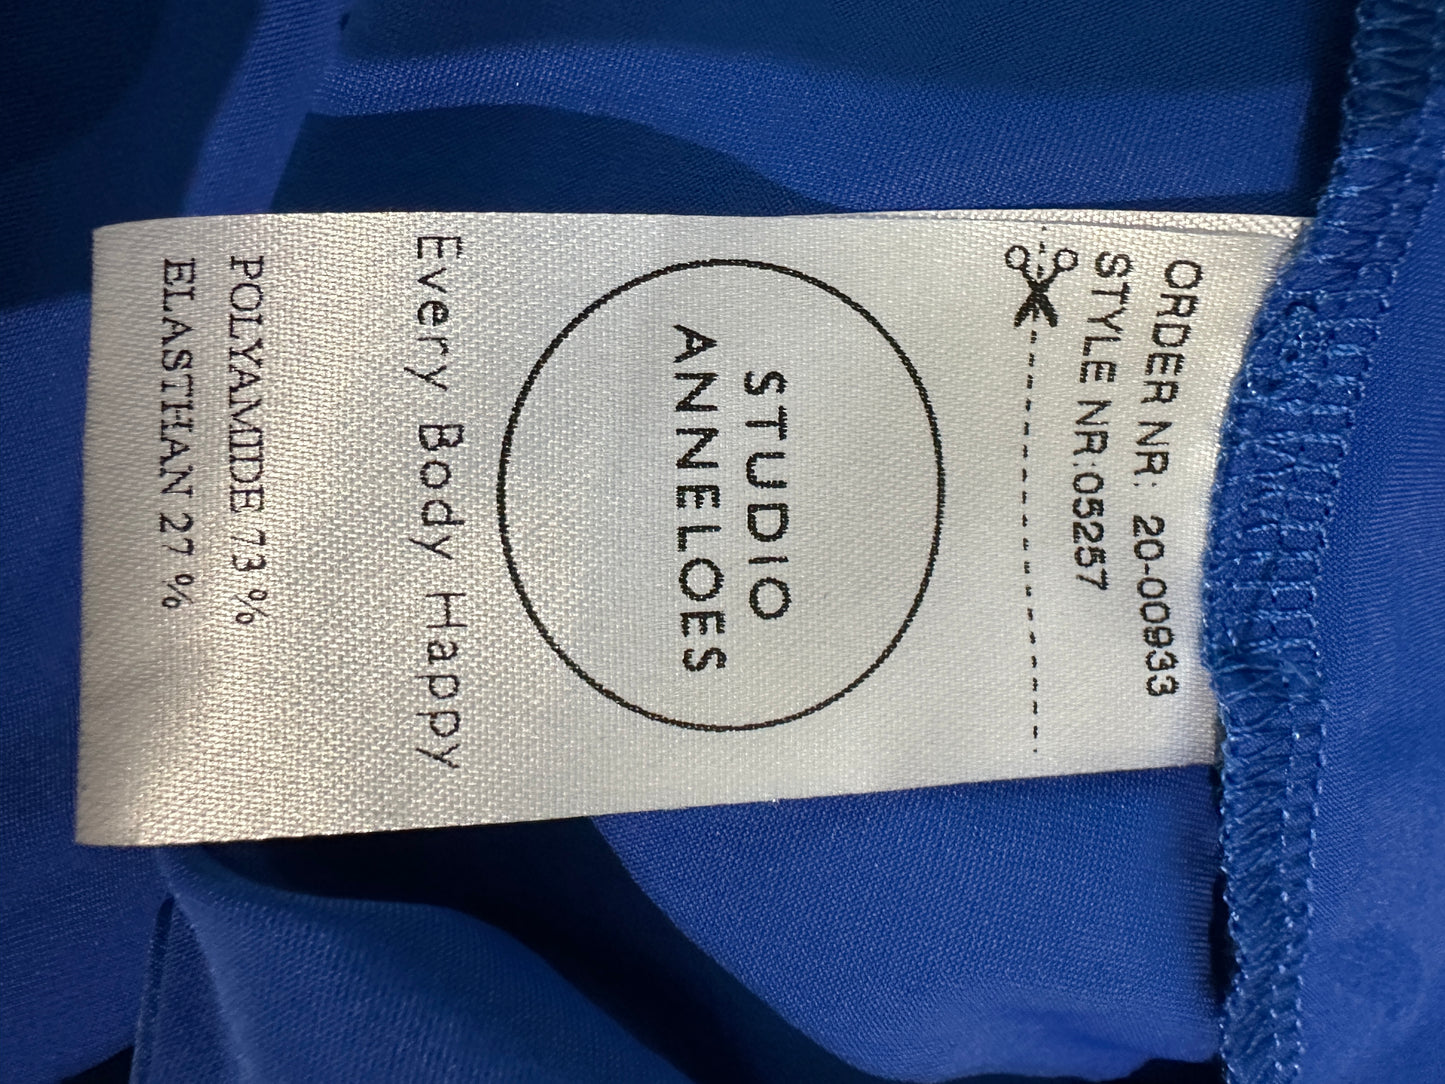 ORDER NR: 20-00933
STYLE NR:05257
STUDIO
ANNELOES
Every Body Happy
POLYAMIDE 73 %
ELASTHAN 27 %